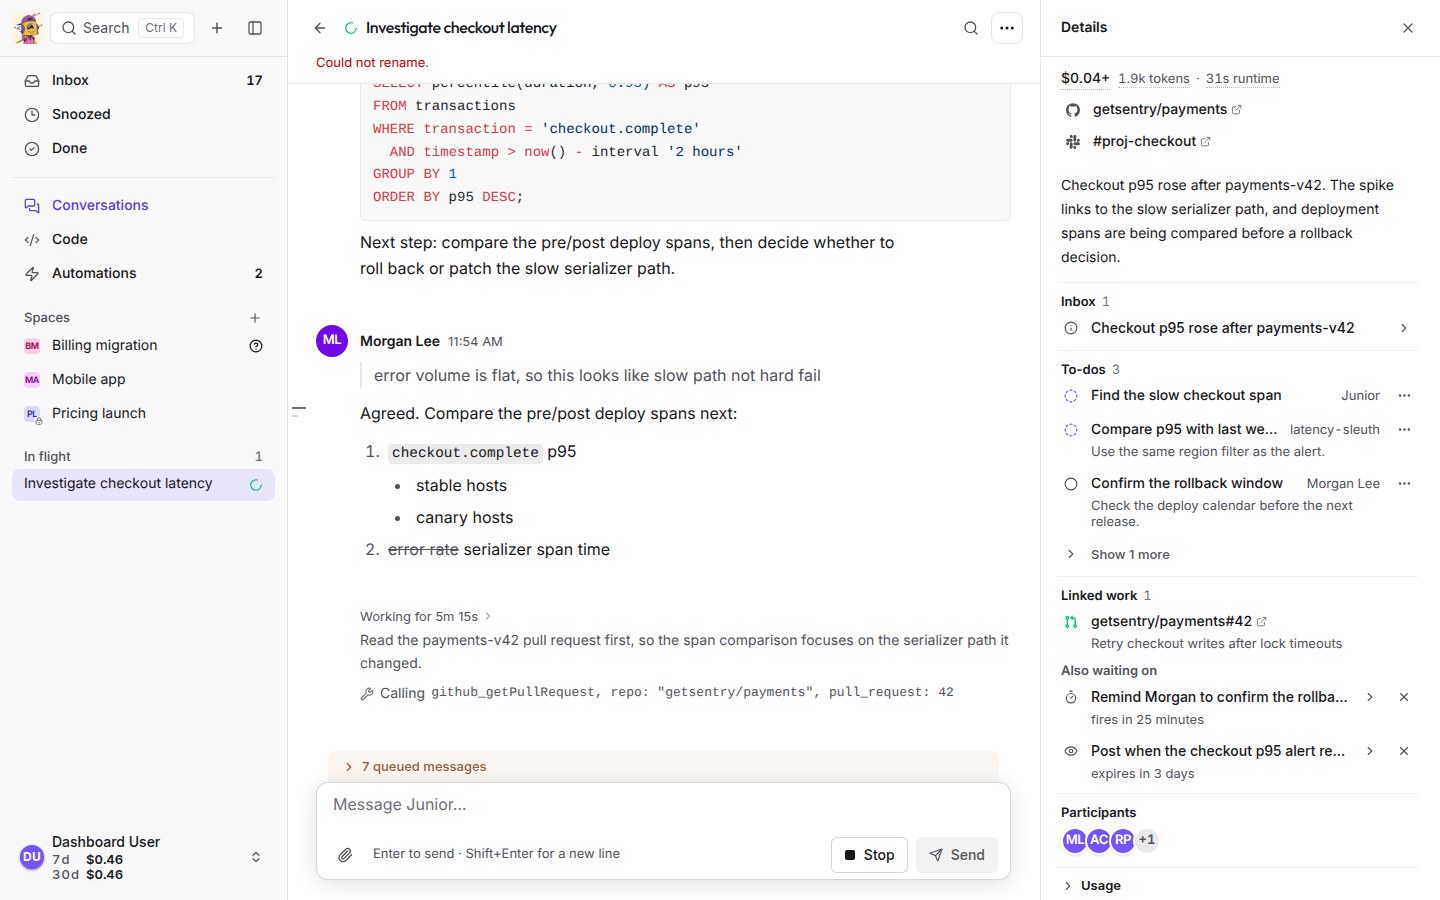 Search Ctrl K
Inbox 17
Snoozed
Done
Conversations
Code
Automations 2
Spaces
BM Billing migration
MA Mobile app
PL Pricing launch
In flight 1
Investigate checkout latency
DU Dashboard User
7d $0.46
30d $0.46
Investigate checkout latency
Could not rename.
SELECT percentile(duration, 0.95) AS p95
FROM transactions
WHERE transaction = 'checkout.complete'
AND timestamp > now() - interval '2 hours'
GROUP BY 1
ORDER BY p95 DESC;
Next step: compare the pre/post deploy spans, then decide whether to
roll back or patch the slow serializer path.
ML Morgan Lee 11:54 AM
error volume is flat, so this looks like slow path not hard fail
Agreed. Compare the pre/post deploy spans next:
1. checkout.complete p95
• stable hosts
• canary hosts
2. error rate serializer span time
Working for 5m 15s
Read the payments-v42 pull request first, so the span comparison focuses on the serializer path it
changed.
Calling github_getPullRequest, repo: "getsentry/payments", pull_request: 42
7 queued messages
Message Junior...
Enter to send · Shift+Enter for a new line
Stop
Send
Details
$0.04+ 1.9k tokens · 31s runtime
getsentry/payments
#proj-checkout
Checkout p95 rose after payments-v42. The spike
links to the slow serializer path, and deployment
spans are being compared before a rollback
decision.
Inbox 1
Checkout p95 rose after payments-v42
To-dos 3
Find the slow checkout span Junior
Compare p95 with last we... latency-sleuth
Use the same region filter as the alert.
Confirm the rollback window Morgan Lee
Check the deploy calendar before the next
release.
Show 1 more
Linked work 1
getsentry/payments#42
Retry checkout writes after lock timeouts
Also waiting on
Remind Morgan to confirm the rollba...
fires in 25 minutes
Post when the checkout p95 alert re...
expires in 3 days
Participants
ML AC RP +1
Usage